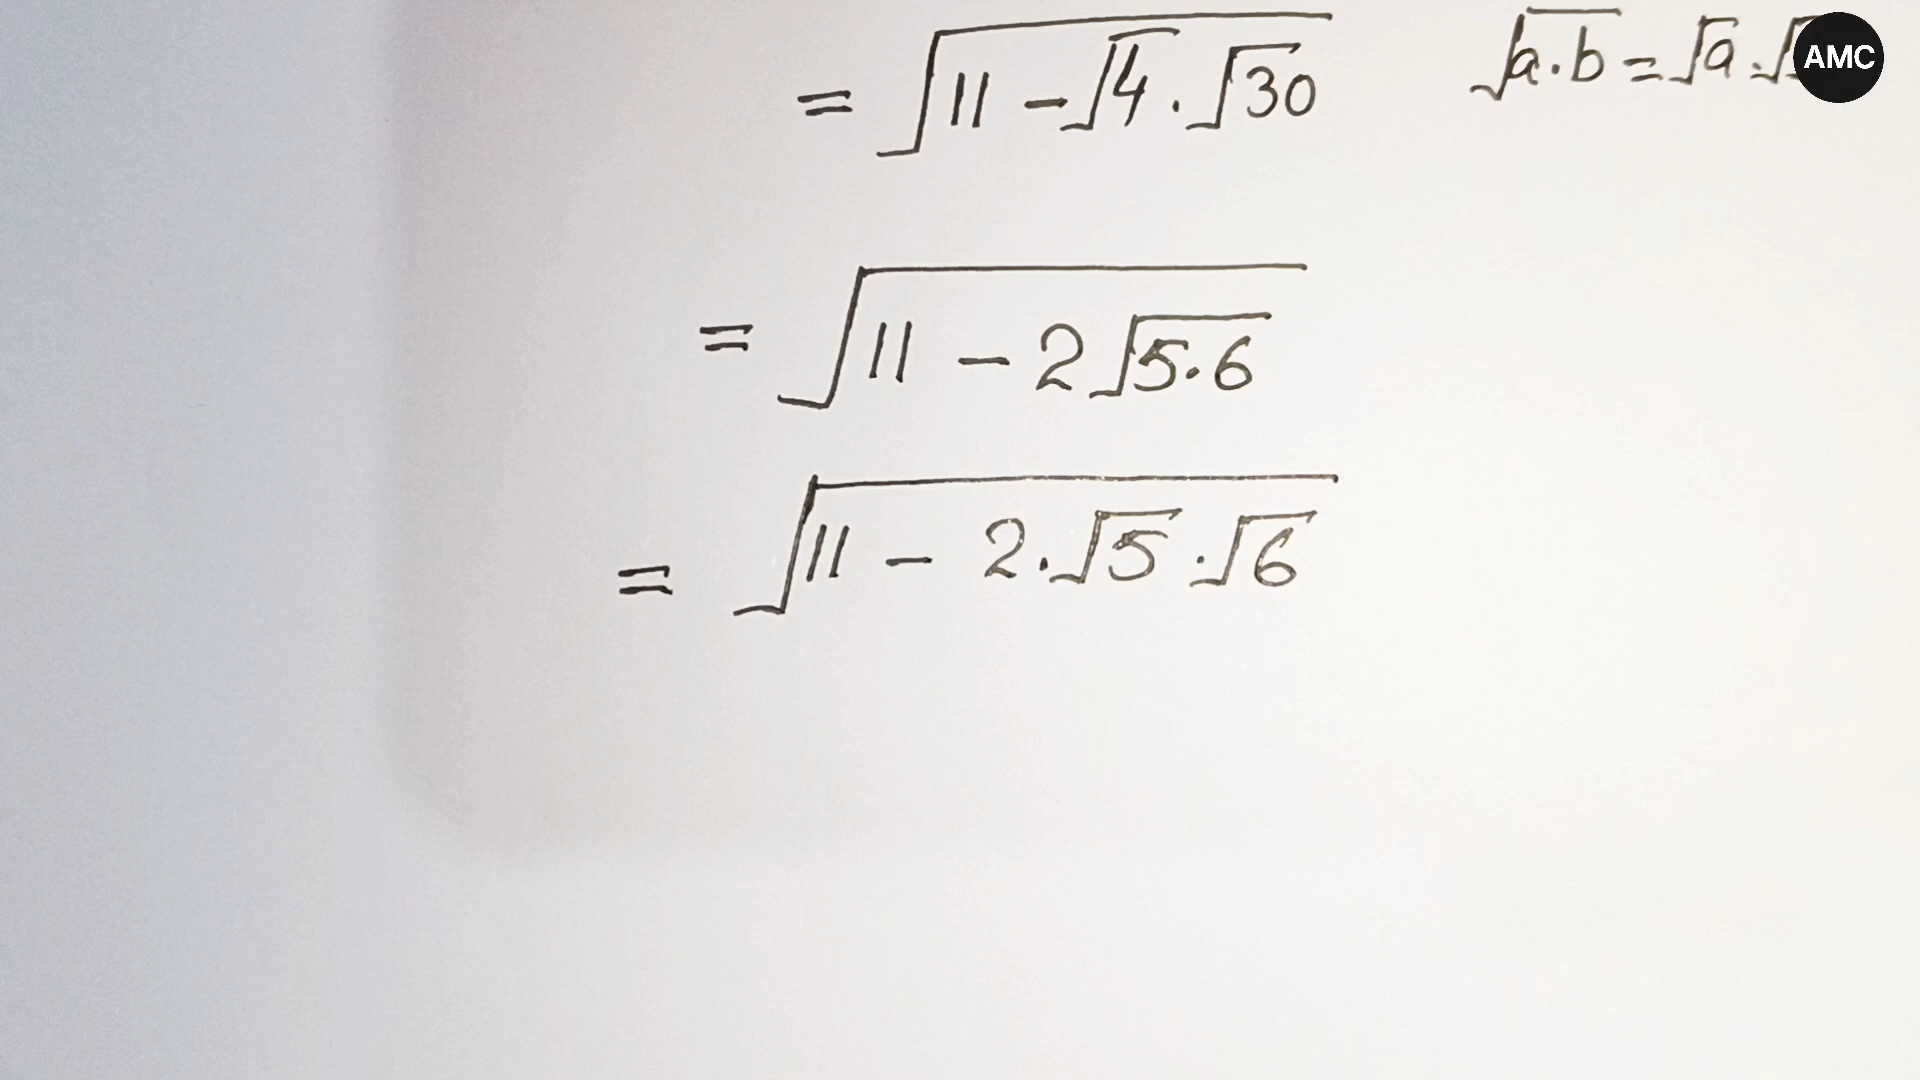 = √(11 - √4 · √30)
√(a·b) = √a · √
AMC
= √(11 - 2√(5·6))
= √(11 - 2·√5 · √6)